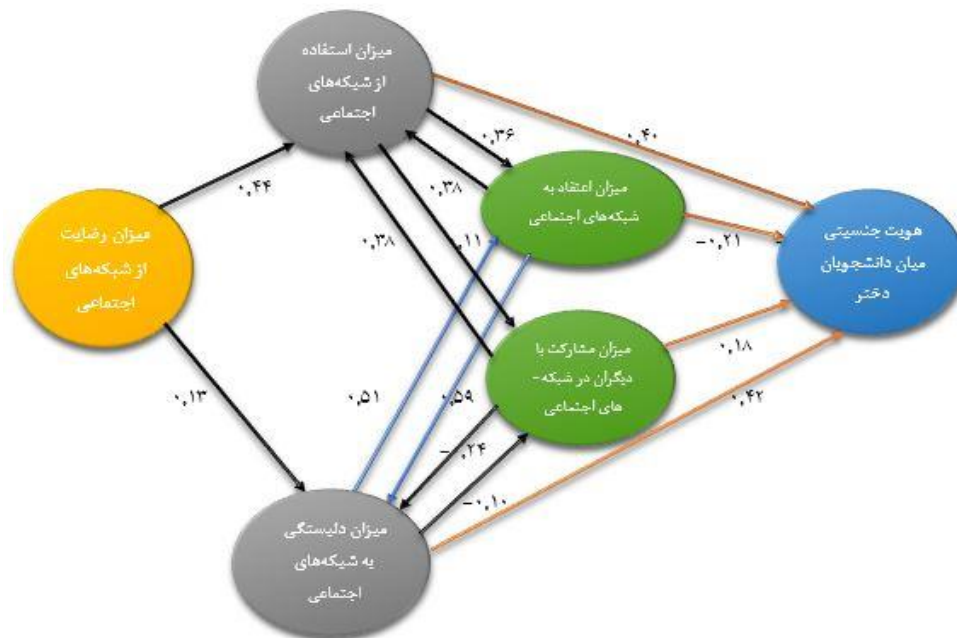 میزان استفاده
از شبکه‌های
اجتماعی
۰,۴۰
۰,۳۶
میزان اعتقاد به
شبکه‌های اجتماعی
۰,۴۴
۰,۳۸
میزان رضایت
از شبکه‌های
اجتماعی
۰,۳۸
۰,۱۱
-۰,۲۱
هویت جنسیتی
میان دانشجویان
دختر
میزان مشارکت با
دیگران در شبکه-
های اجتماعی
۰,۱۸
۰,۱۳
۰,۵۱
۰,۵۹
۰,۴۲
-۰,۲۴
-۰,۱۰
میزان دلبستگی
به شبکه‌های
اجتماعی